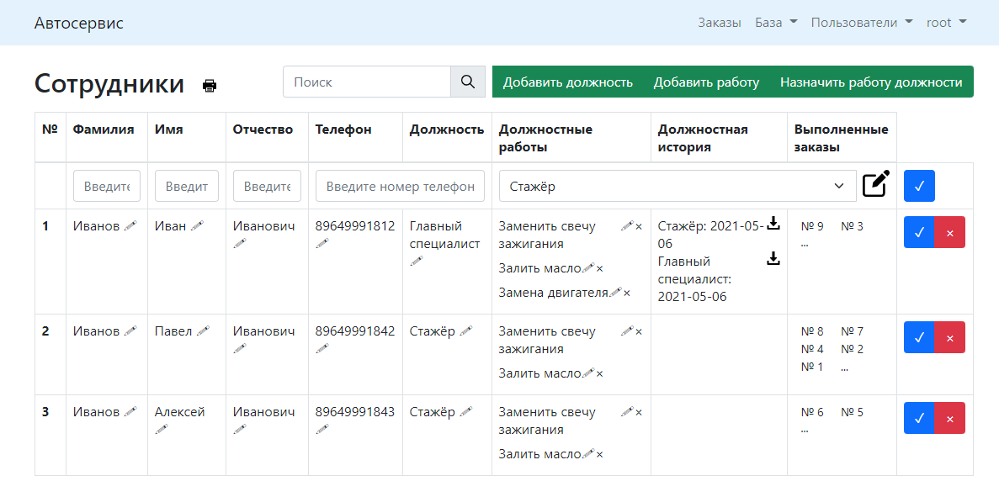 Автосервис
Заказы База Пользователи root
Сотрудники
Поиск
Добавить должность Добавить работу Назначить работу должности
№ Фамилия Имя Отчество Телефон Должность Должностные работы Должностная история Выполненные заказы
Введите Введит Введите Введите номер телефон Стажёр
1 Иванов Иван Иванович 89649991812 Главный специалист
Заменить свечу
зажигания
Залить масло
Замена двигателя
Стажёр: 2021-05-
06
Главный
специалист:
2021-05-06
№ 9 № 3
...
2 Иванов Павел Иванович 89649991842 Стажёр
Заменить свечу
зажигания
Залить масло
№ 8 № 7
№ 4 № 2
№ 1 ...
3 Иванов Алексей Иванович 89649991843 Стажёр
Заменить свечу
зажигания
Залить масло
№ 6 № 5
...